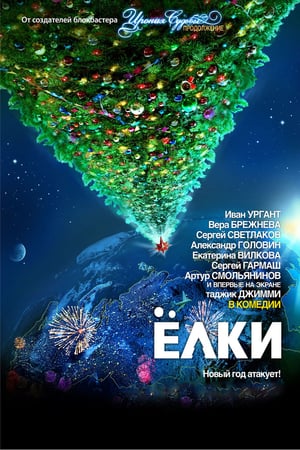 От создателей блокбастера
Ирония Судьбы
ПРОДОЛЖЕНИЕ
Иван УРГАНТ
Вера БРЕЖНЕВА
Сергей СВЕТЛАКОВ
Александр ГОЛОВИН
Екатерина ВИЛКОВА
Сергей ГАРМАШ
Артур СМОЛЬЯНИНОВ
И ВПЕРВЫЕ НА ЭКРАНЕ
таджик ДЖИММИ
В КОМЕДИИ
ЁЛКИ
Новый год атакует!